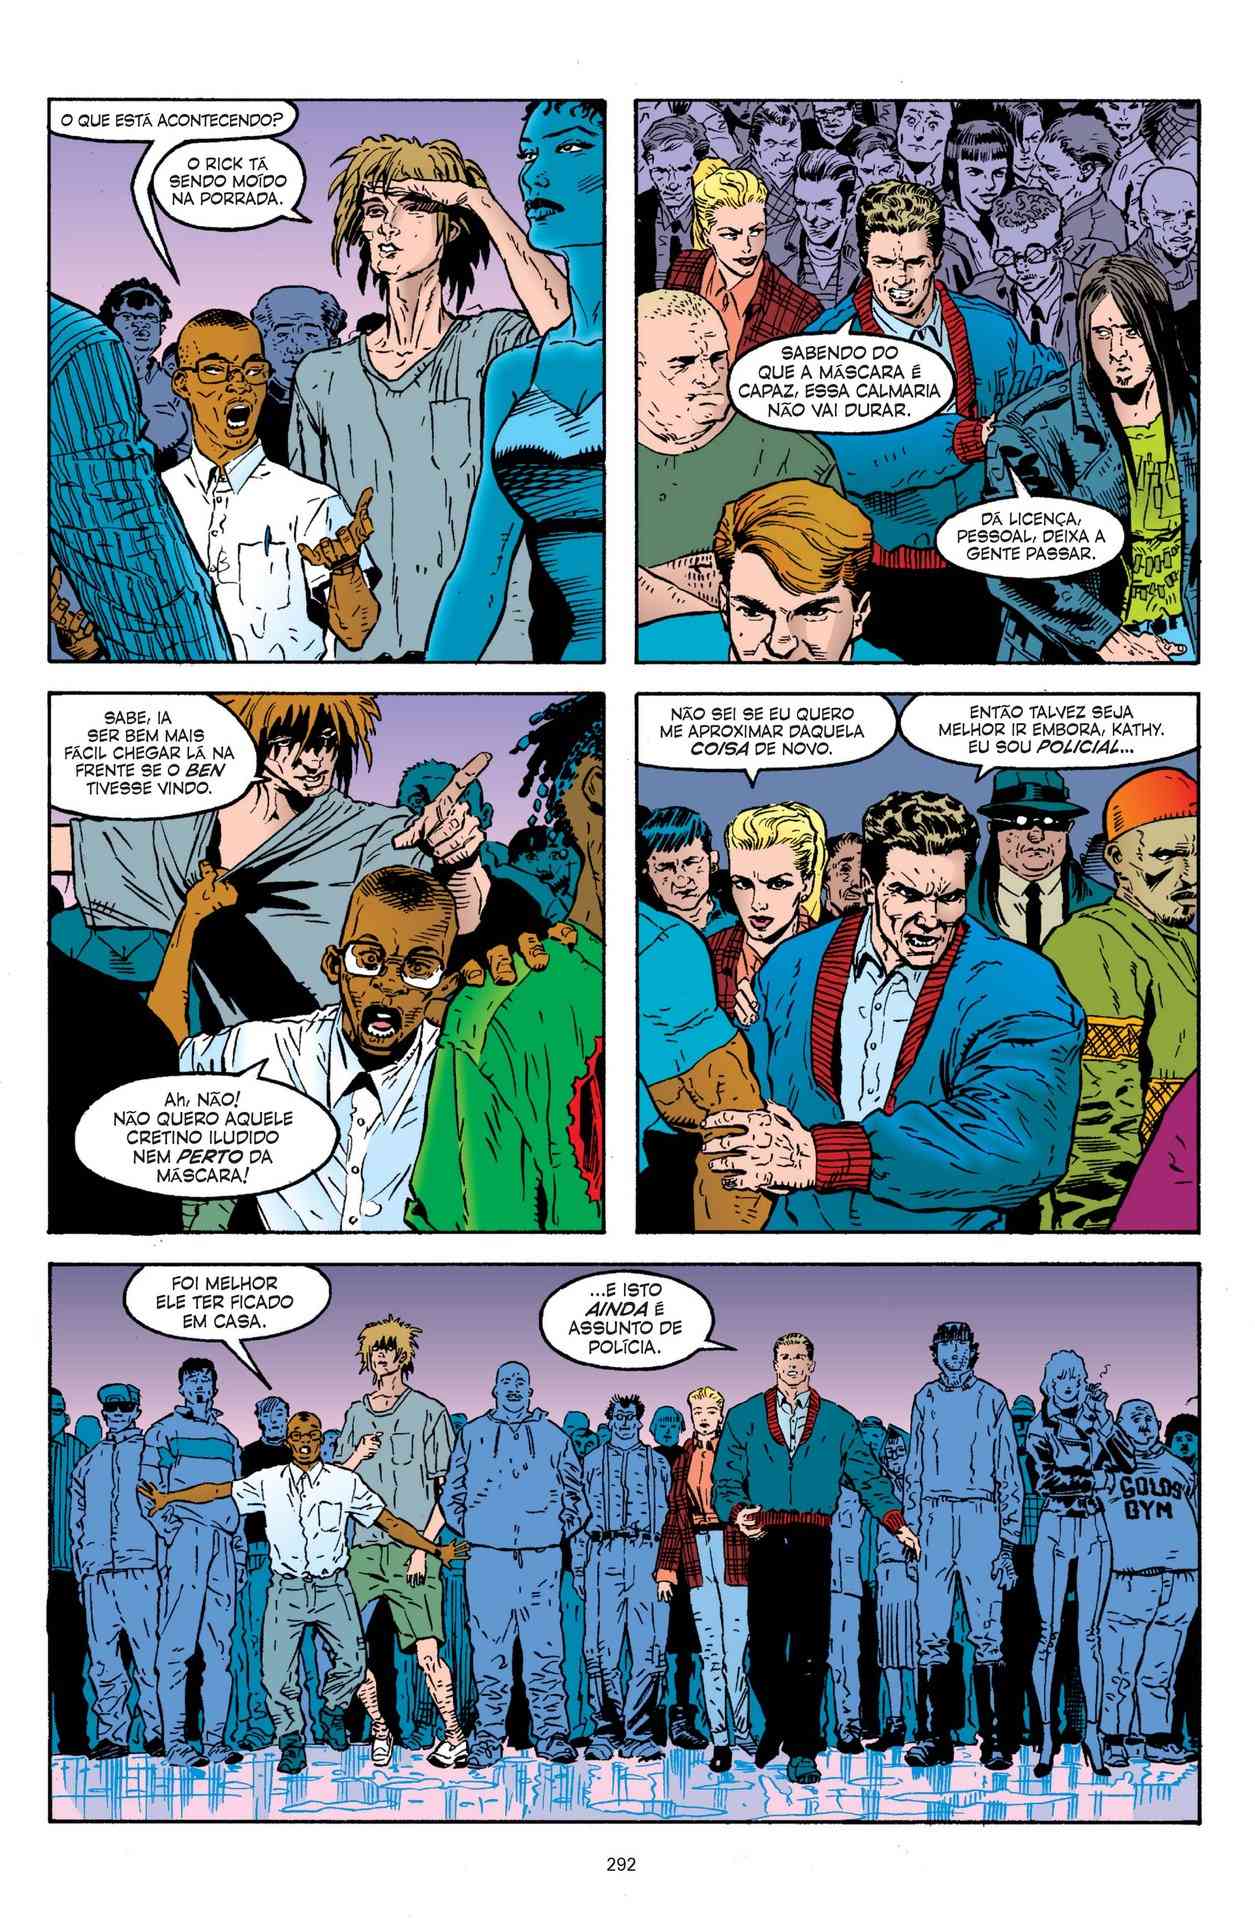 O QUE ESTÁ ACONTECENDO?
O RICK TÁ
SENDO MOÍDO
NA PORRADA.
SABENDO DO
QUE A MÁSCARA É
CAPAZ, ESSA CALMARIA
NÃO VAI DURAR.
DÁ LICENÇA,
PESSOAL, DEIXA A
GENTE PASSAR.
SABE, IA
SER BEM MAIS
FÁCIL CHEGAR LÁ NA
FRENTE SE O BEN
TIVESSE VINDO.
Ah, NÃO!
NÃO QUERO AQUELE
CRETINO ILUDIDO
NEM PERTO DA
MÁSCARA!
NÃO SEI SE EU QUERO
ME APROXIMAR DAQUELA
COISA DE NOVO.
ENTÃO TALVEZ SEJA
MELHOR IR EMBORA, KATHY.
EU SOU POLICIAL...
FOI MELHOR
ELE TER FICADO
EM CASA.
...E ISTO
AINDA É
ASSUNTO DE
POLÍCIA.
GOLDS
GYM
292